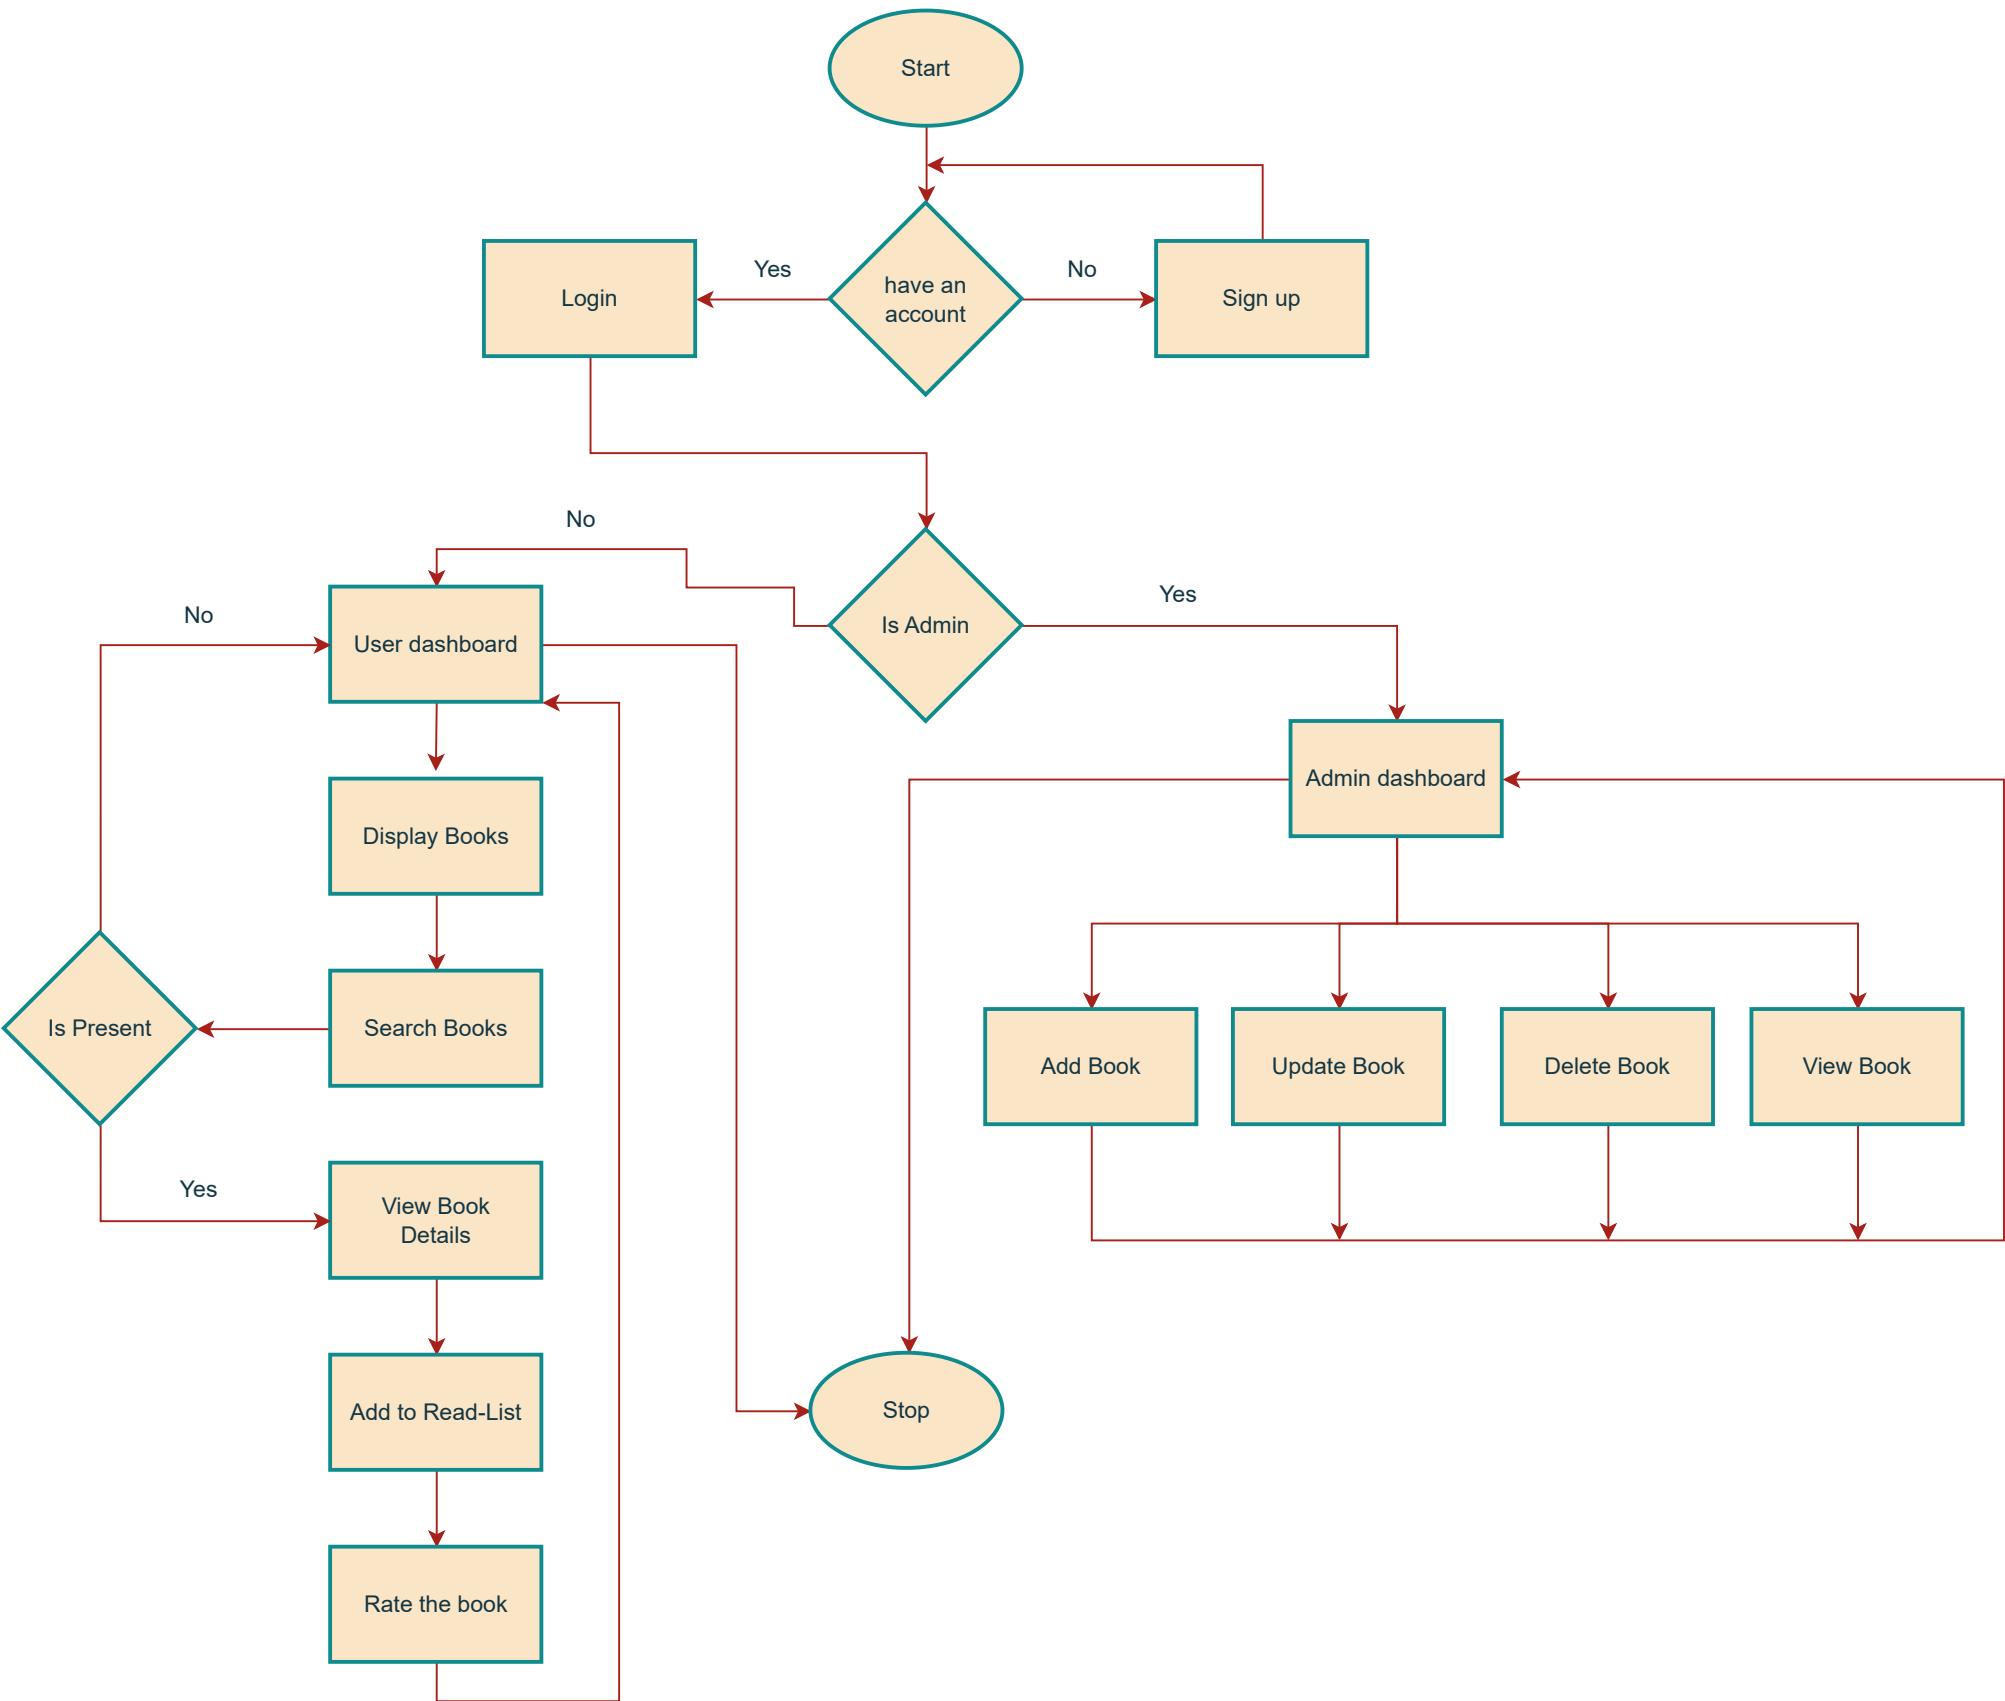 Start
have an
account
Yes
No
Login
Sign up
No
Is Admin
Yes
No
User dashboard
Admin dashboard
Display Books
Is Present
Search Books
Add Book
Update Book
Delete Book
View Book
Yes
View Book
Details
Add to Read-List
Stop
Rate the book